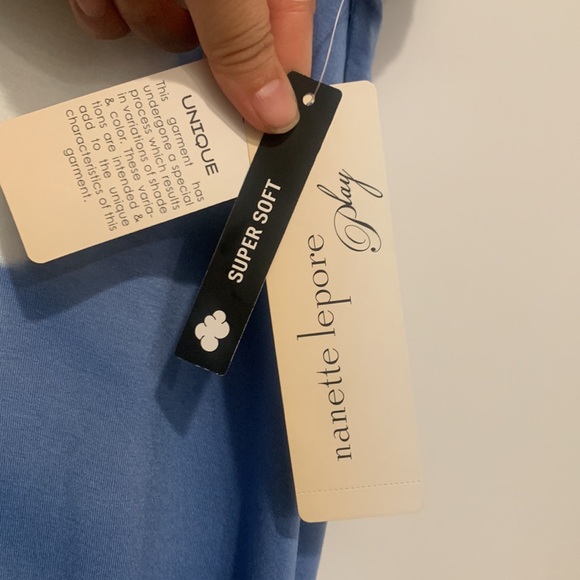 UNIQUE
This garment has
undergone a special
process which results
in variations of shade
& color. These varia-
tions are intended &
add to the unique
characteristics of this
garment.
SUPER SOFT
nanette lepore
Play